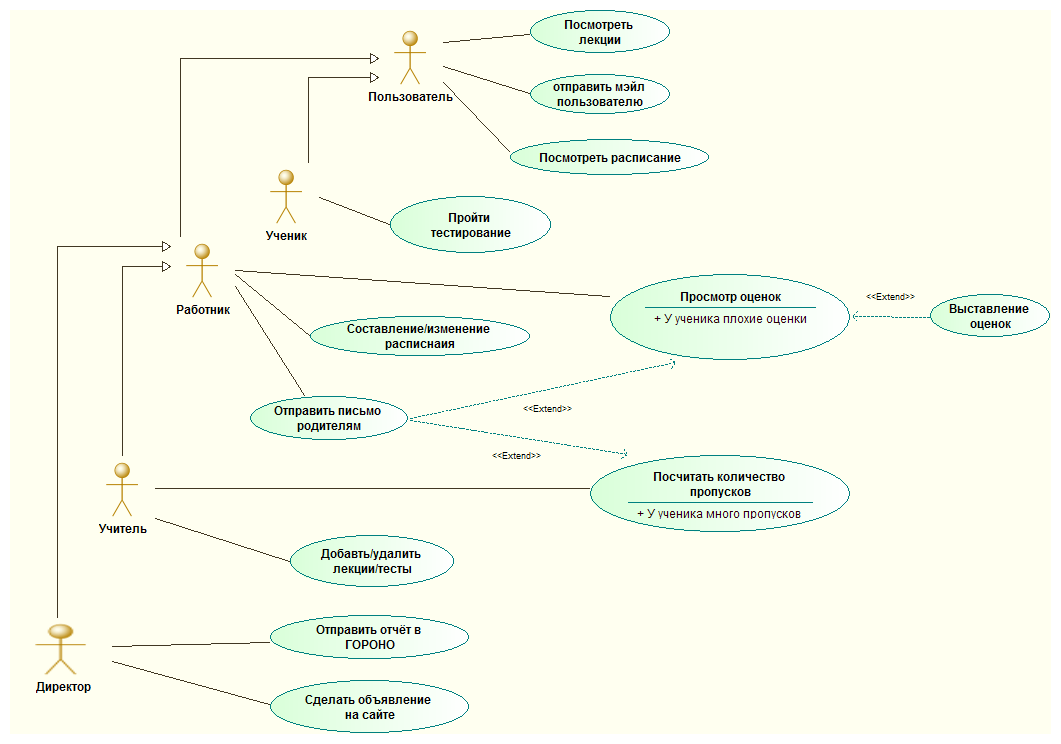 Посмотреть
лекции
Пользователь
отправить мэйл
пользователю
Посмотреть расписание
Ученик
Пройти
тестирование
Работник
Просмотр оценок
+ У ученика плохие оценки
<<Extend>>
Выставление
оценок
Составление/изменение
расписнаия
Отправить письмо
родителям
<<Extend>>
<<Extend>>
Посчитать количество
пропусков
+ У ученика много пропусков
Учитель
Добавть/удалить
лекции/тесты
Отправить отчёт в
ГОРОНО
Директор
Сделать объявление
на сайте